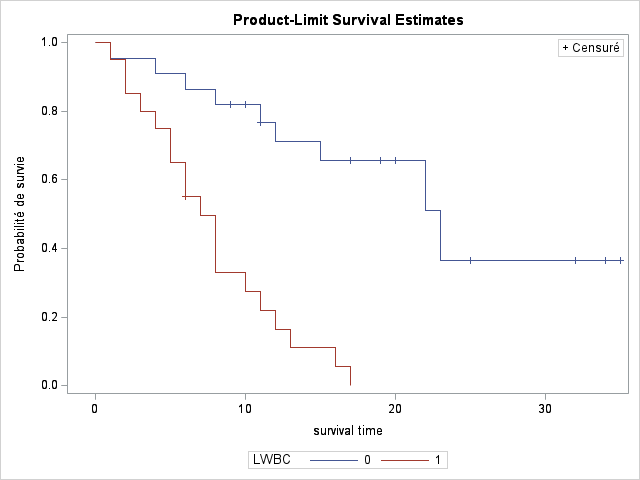 Product-Limit Survival Estimates
+ Censuré
1.0
0.8
0.6
0.4
0.2
0.0
Probabilité de survie
0 10 20 30
survival time
LWBC 0 1